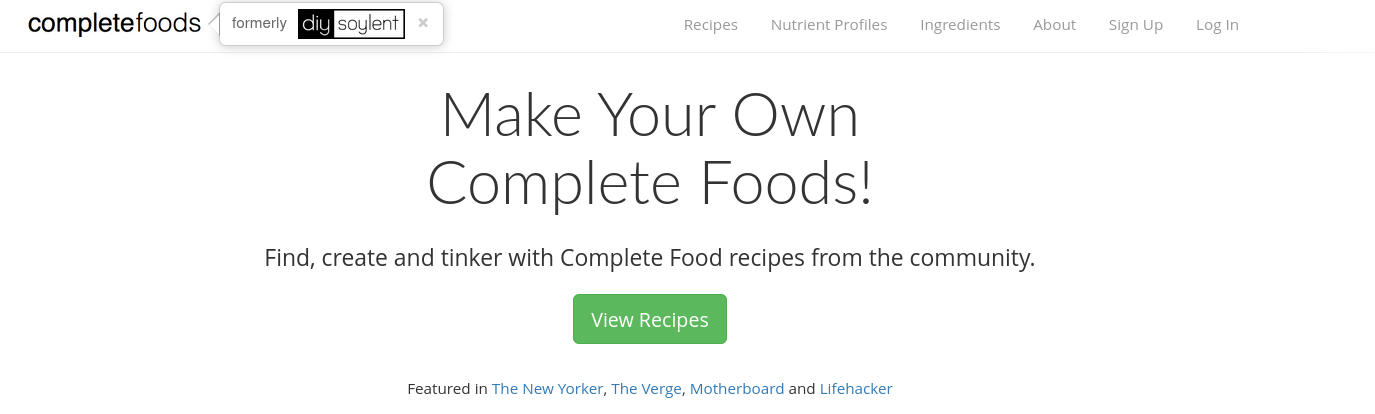 completefoods formerly diy soylent × Recipes Nutrient Profiles Ingredients About Sign Up Log In
Make Your Own
Complete Foods!
Find, create and tinker with Complete Food recipes from the community.
View Recipes
Featured in The New Yorker, The Verge, Motherboard and Lifehacker